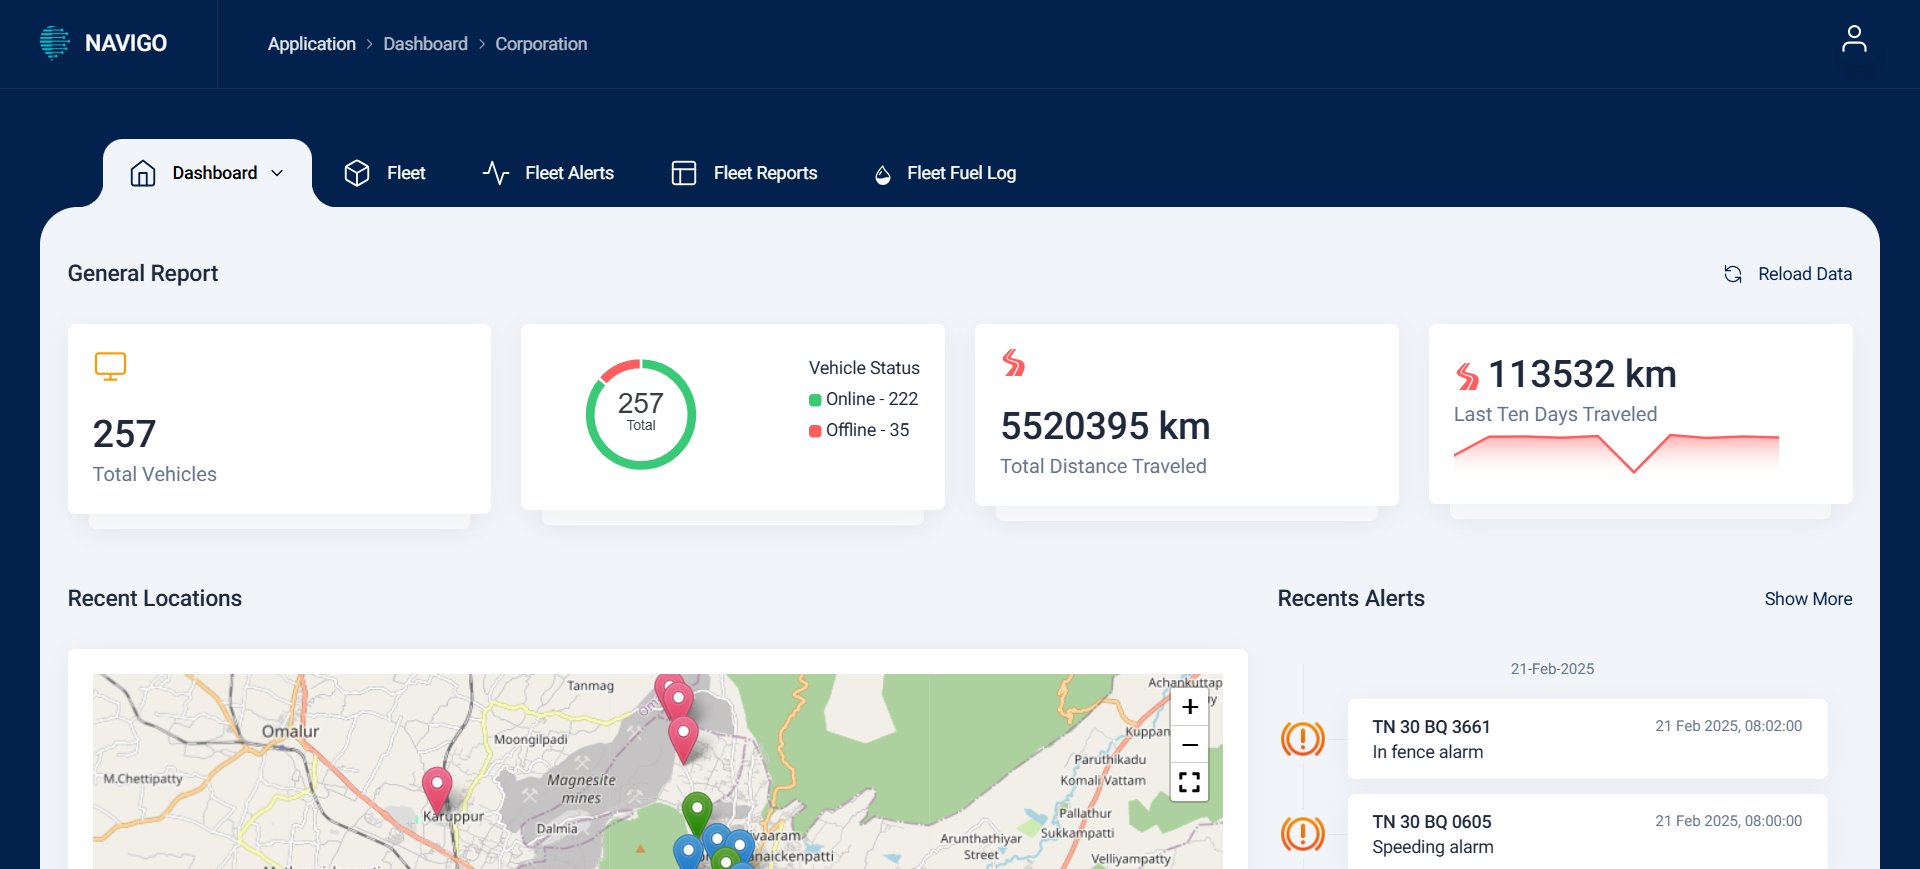 NAVIGO
Application > Dashboard > Corporation
Dashboard
Fleet
Fleet Alerts
Fleet Reports
Fleet Fuel Log
General Report
Reload Data
257
Total Vehicles
257
Total
Vehicle Status
Online - 222
Offline - 35
5520395 km
Total Distance Traveled
113532 km
Last Ten Days Traveled
Recent Locations
Recents Alerts
Show More
Tanmag
Achankuttap
Omalur
Moongilpadi
Kuppan
M.Chettipatty
Magnesite
mines
Paruthikadu
Komali Vattam
Karuppur
Dalmia
Pallathur
Sukkampatti
Arunthathiyar
Street
Velliyampatty
+
−
21-Feb-2025
TN 30 BQ 3661
21 Feb 2025, 08:02:00
In fence alarm
TN 30 BQ 0605
21 Feb 2025, 08:00:00
Speeding alarm